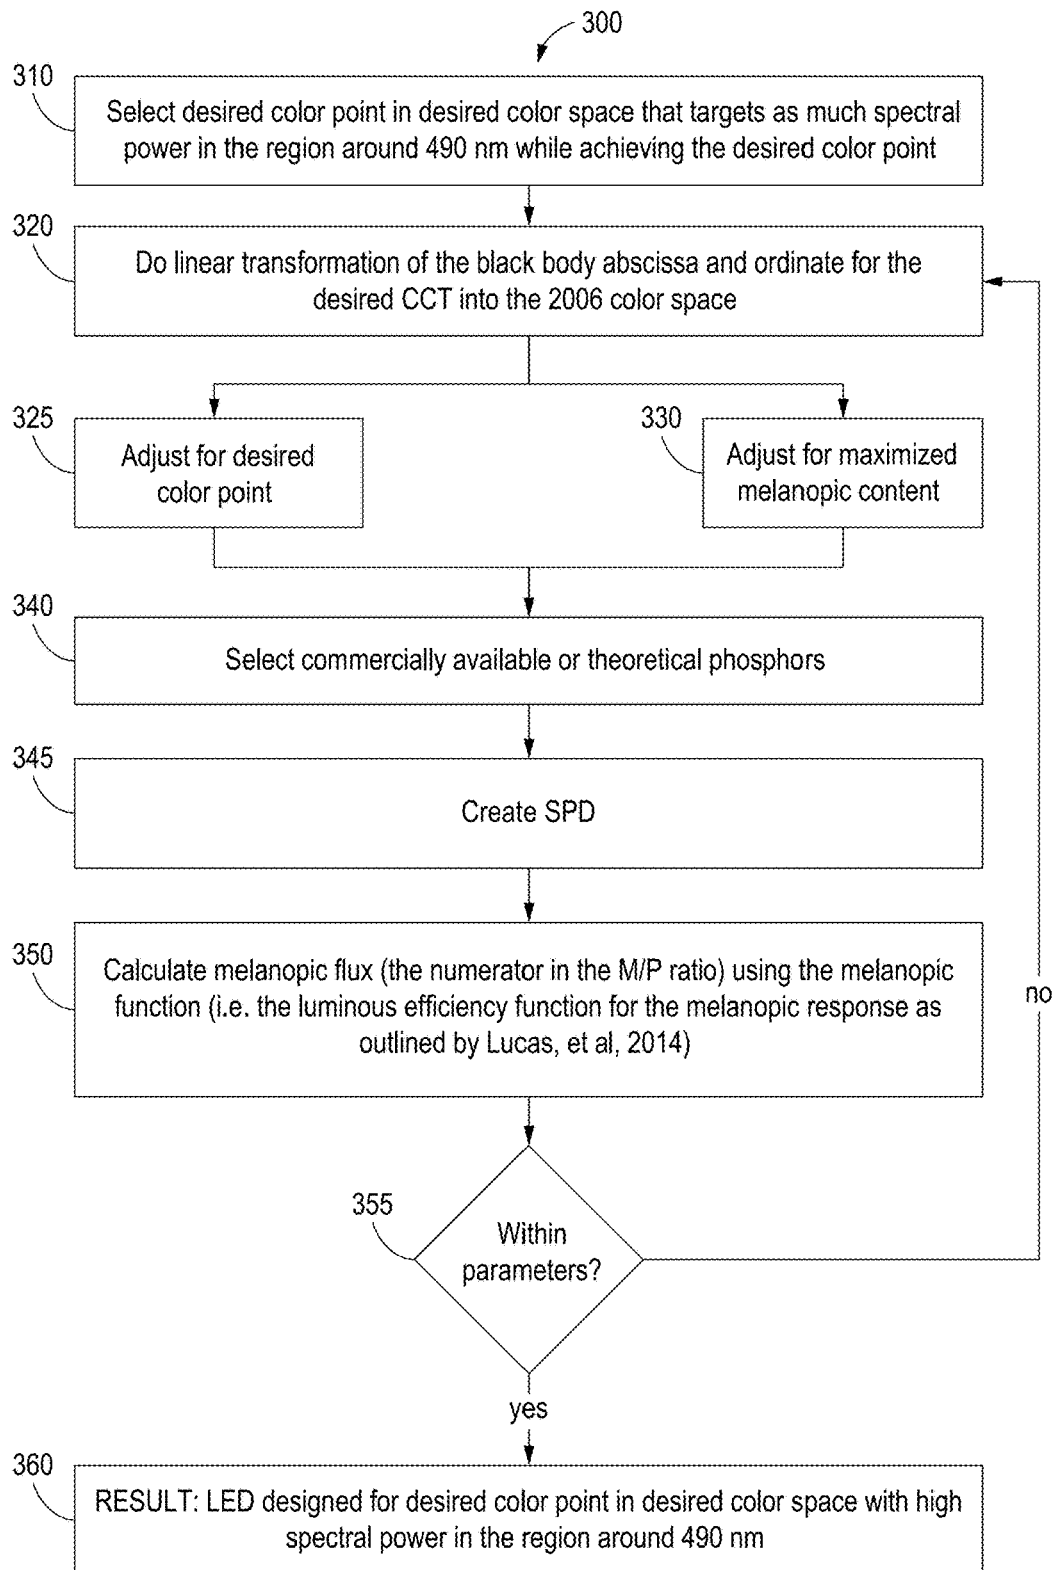 300
310
Select desired color point in desired color space that targets as much spectral
power in the region around 490 nm while achieving the desired color point
320
Do linear transformation of the black body abscissa and ordinate for the
desired CCT into the 2006 color space
325
Adjust for desired
color point
330
Adjust for maximized
melanopic content
340
Select commercially available or theoretical phosphors
345
Create SPD
350
Calculate melanopic flux (the numerator in the M/P ratio) using the melanopic
function (i.e. the luminous efficiency function for the melanopic response as
outlined by Lucas, et al, 2014)
no
355
Within
parameters?
yes
360
RESULT: LED designed for desired color point in desired color space with high
spectral power in the region around 490 nm